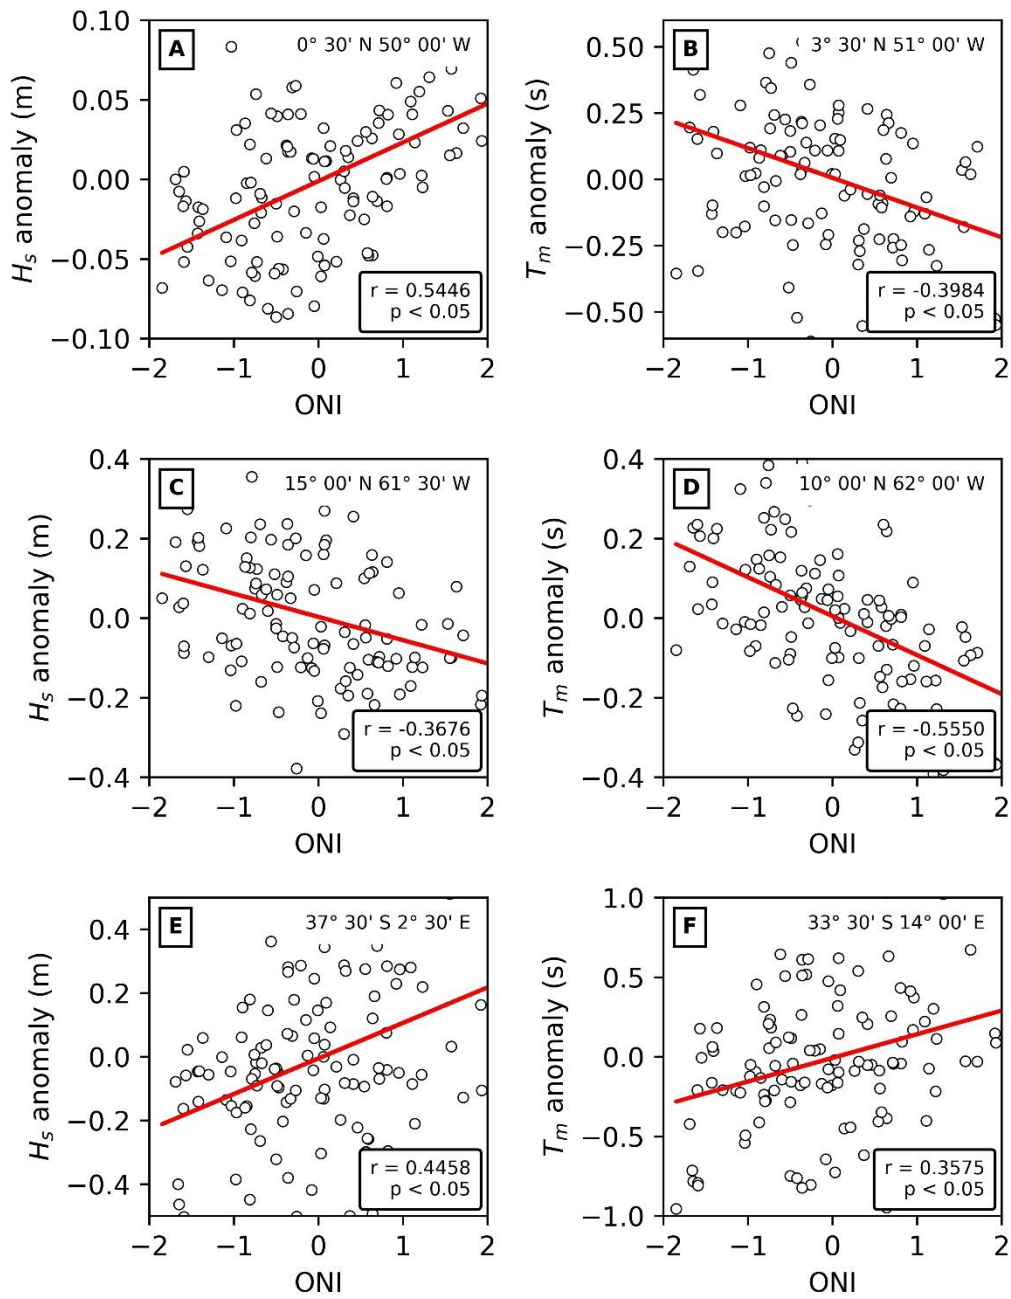 A
0° 30' N 50° 00' W
H_s anomaly (m)
0.10
0.05
0.00
−0.05
−0.10
r = 0.5446
p < 0.05
−2 −1 0 1 2
ONI
B
3° 30' N 51° 00' W
T_m anomaly (s)
0.50
0.25
0.00
−0.25
−0.50
r = -0.3984
p < 0.05
−2 −1 0 1 2
ONI
C
15° 00' N 61° 30' W
H_s anomaly (m)
0.4
0.2
0.0
−0.2
−0.4
r = -0.3676
p < 0.05
−2 −1 0 1 2
ONI
D
10° 00' N 62° 00' W
T_m anomaly (s)
0.4
0.2
0.0
−0.2
−0.4
r = -0.5550
p < 0.05
−2 −1 0 1 2
ONI
E
37° 30' S 2° 30' E
H_s anomaly (m)
0.4
0.2
0.0
−0.2
−0.4
r = 0.4458
p < 0.05
−2 −1 0 1 2
ONI
F
33° 30' S 14° 00' E
T_m anomaly (s)
1.0
0.5
0.0
−0.5
−1.0
r = 0.3575
p < 0.05
−2 −1 0 1 2
ONI